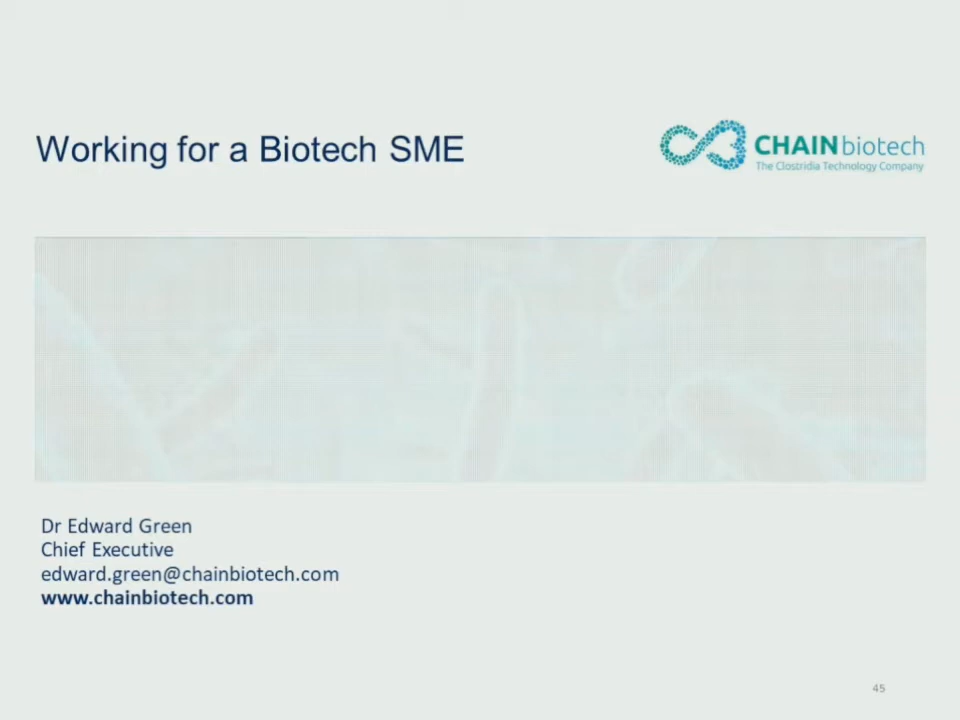 Working for a Biotech SME
CHAINbiotech
The Clostridia Technology Company
Dr Edward Green
Chief Executive
edward.green@chainbiotech.com
www.chainbiotech.com
45